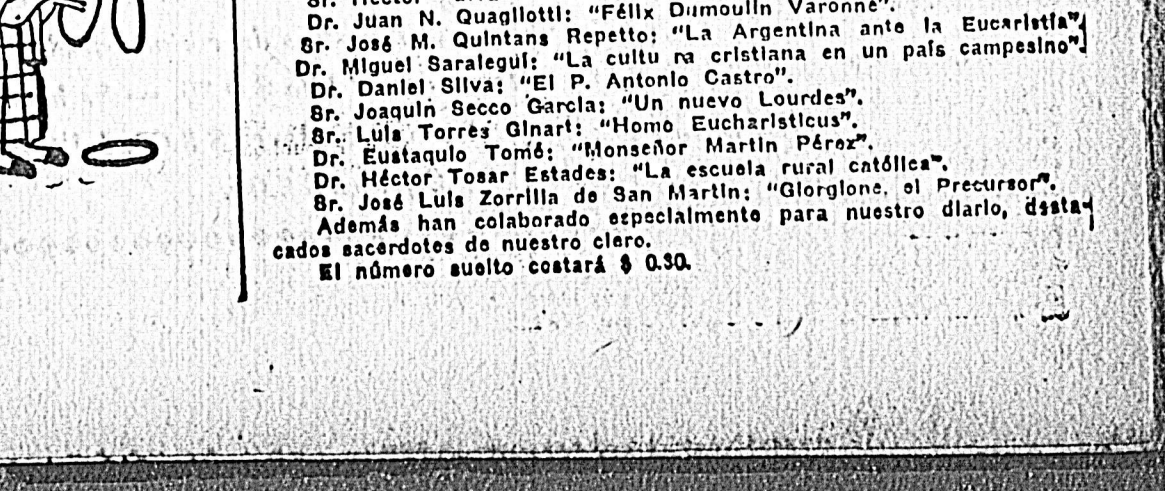 Dr. Juan N. Quagliotti: "Félix Dumoulin Varonne".
Sr. José M. Quintans Repetto: "La Argentina ante la Eucaristía",
Dr. Miguel Saralegui: "La cultu ra cristiana en un país campesino".
Dr. Daniel Silva: "El P. Antonio Castro".
Sr. Joaquín Secco García: "Un nuevo Lourdes".
Sr. Luis Torres Ginart: "Homo Eucharisticus".
Dr. Eustaquio Tomé: "Monseñor Martín Pérez".
Dr. Héctor Tosar Estades: "La escuela rural católica".
Sr. José Luis Zorrilla de San Martín: "Giorgione, el Precursor".
Además han colaborado especialmente para nuestro diario, desta-
cados sacerdotes de nuestro clero.
El número suelto costará $ 0.30.